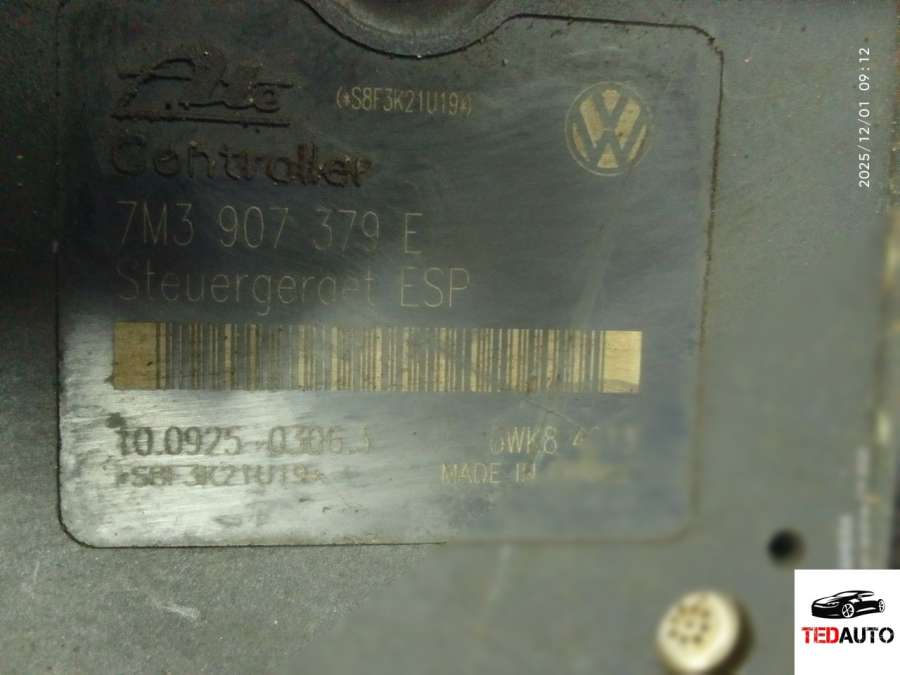 Ate
(*S8F3K21U19*)
Controller
7M3 907 379 E
Steuergeraet ESP
10.0925-0306.3
*S8F3K21U19*
MADE IN
2025/12/01 09:12
TEDAUTO